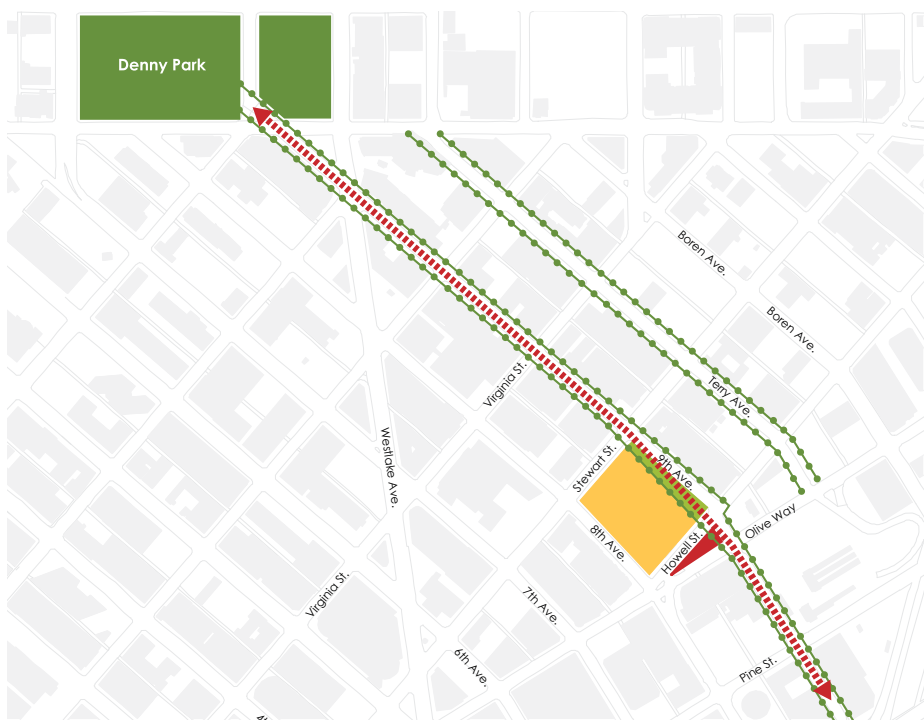 Denny Park
Boren Ave.
Boren Ave.
Virginia St.
Terry Ave.
Westlake Ave.
Stewart St.
9th Ave.
Olive Way
8th Ave.
Howell St.
Virginia St.
7th Ave.
6th Ave.
Pine St.